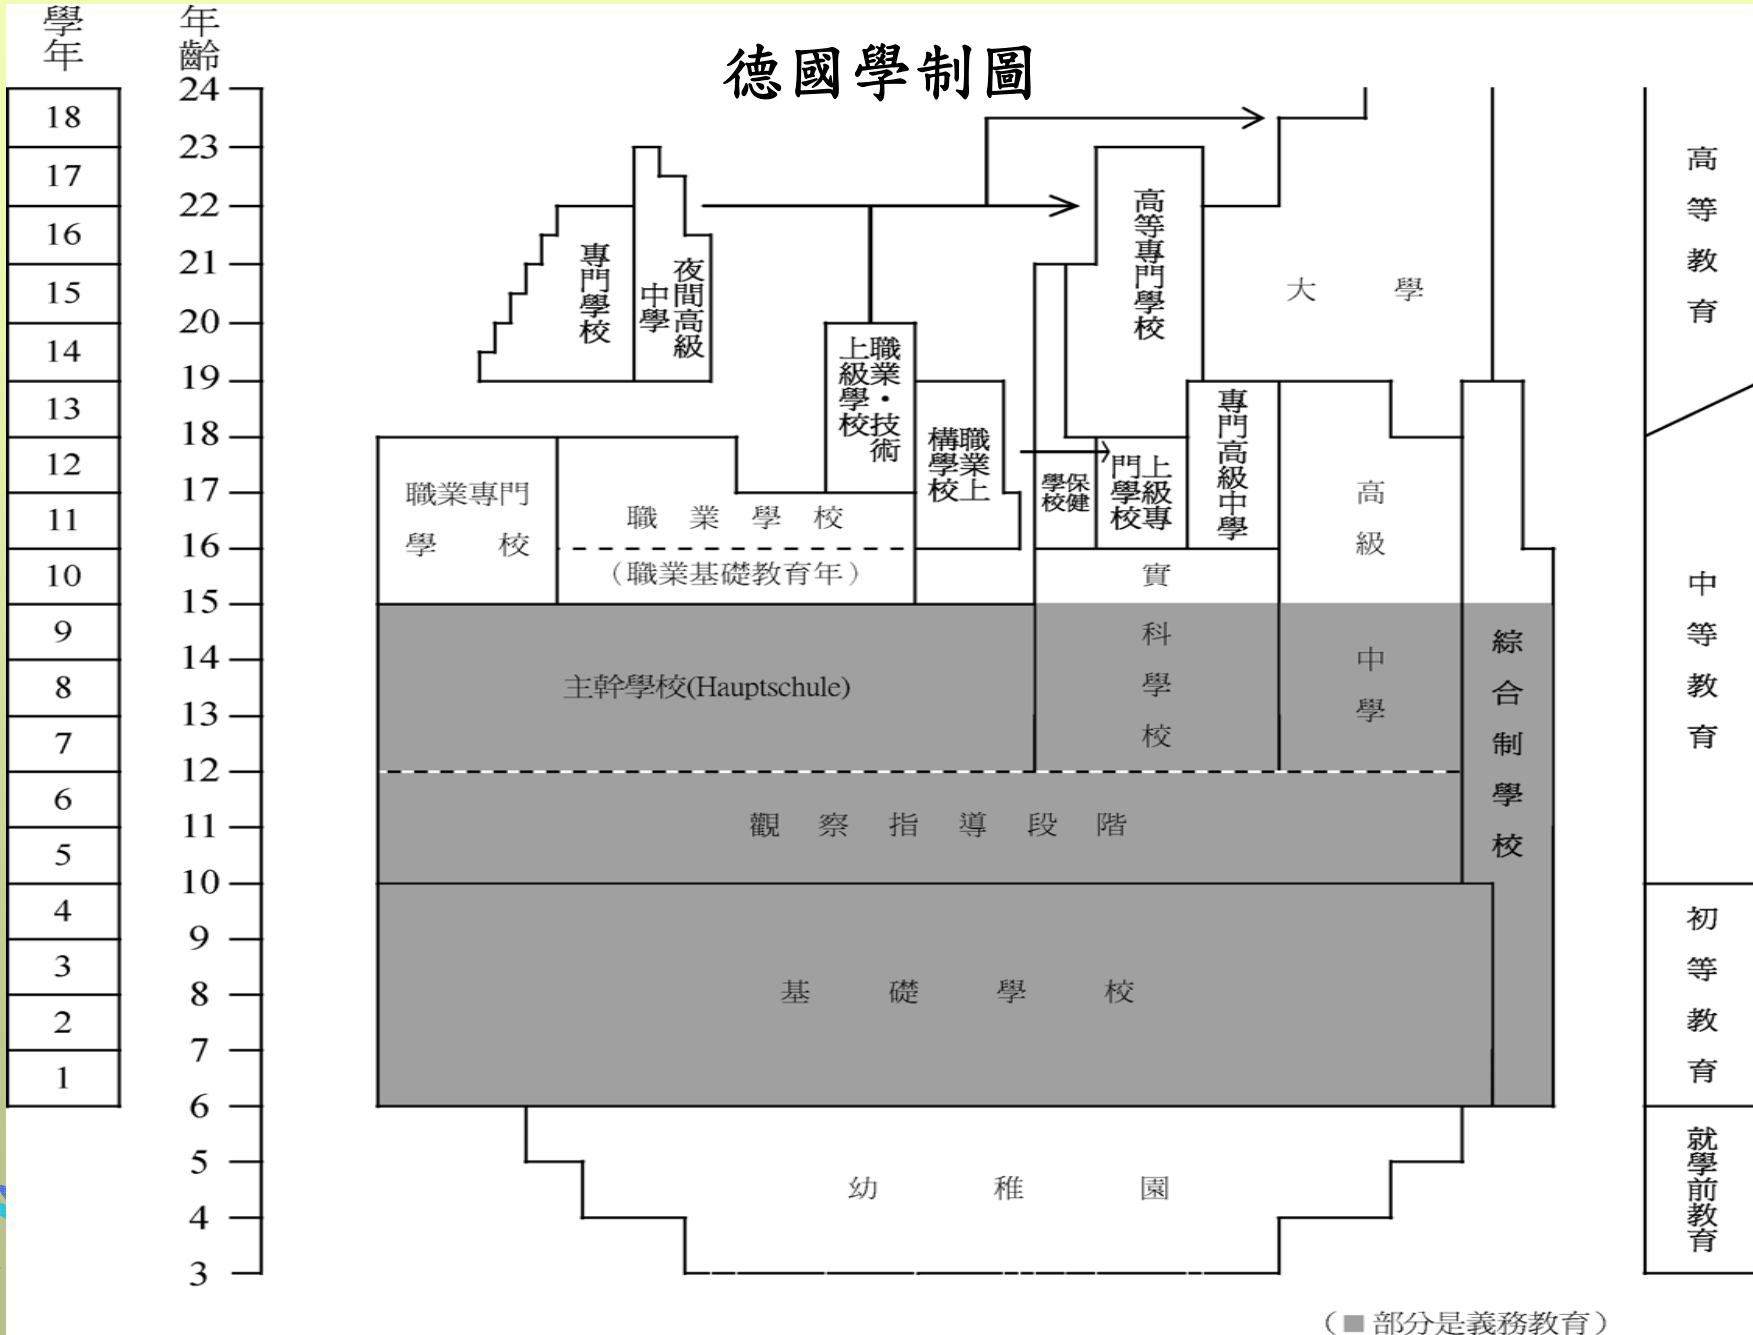 德國學制圖
學年
年齡
18
17
16
15
14
13
12
11
10
9
8
7
6
5
4
3
2
1
24
23
22
21
20
19
18
17
16
15
14
13
12
11
10
9
8
7
6
5
4
3
專門學校
夜間高級
中學
職業・技術
上級學校
職業上
構學校
保健
學校
上級專
門學校
高等專門學校
專門高級中學
大學
職業專門
學校
職業學校
(職業基礎教育年)
實科學校
高級中學
綜合制學校
主幹學校(Hauptschule)
觀察指導段階
基礎學校
幼稚園
高等教育
中等教育
初等教育
就學前教育
(■ 部分是義務教育)